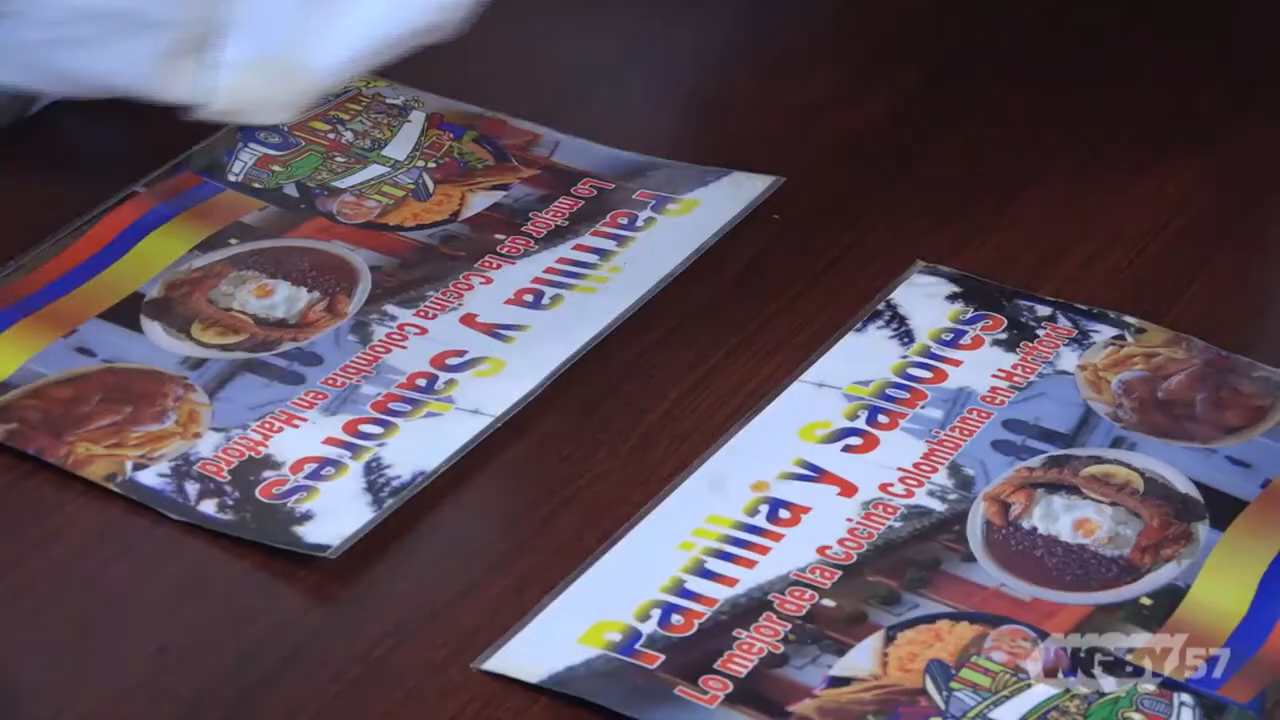 Parrilla y Sabores
Lo mejor de la Cocina Colombia en Hartford
Parrilla y Sabores
Lo mejor de la Cocina Colombiana en Hartford
WGBY 57